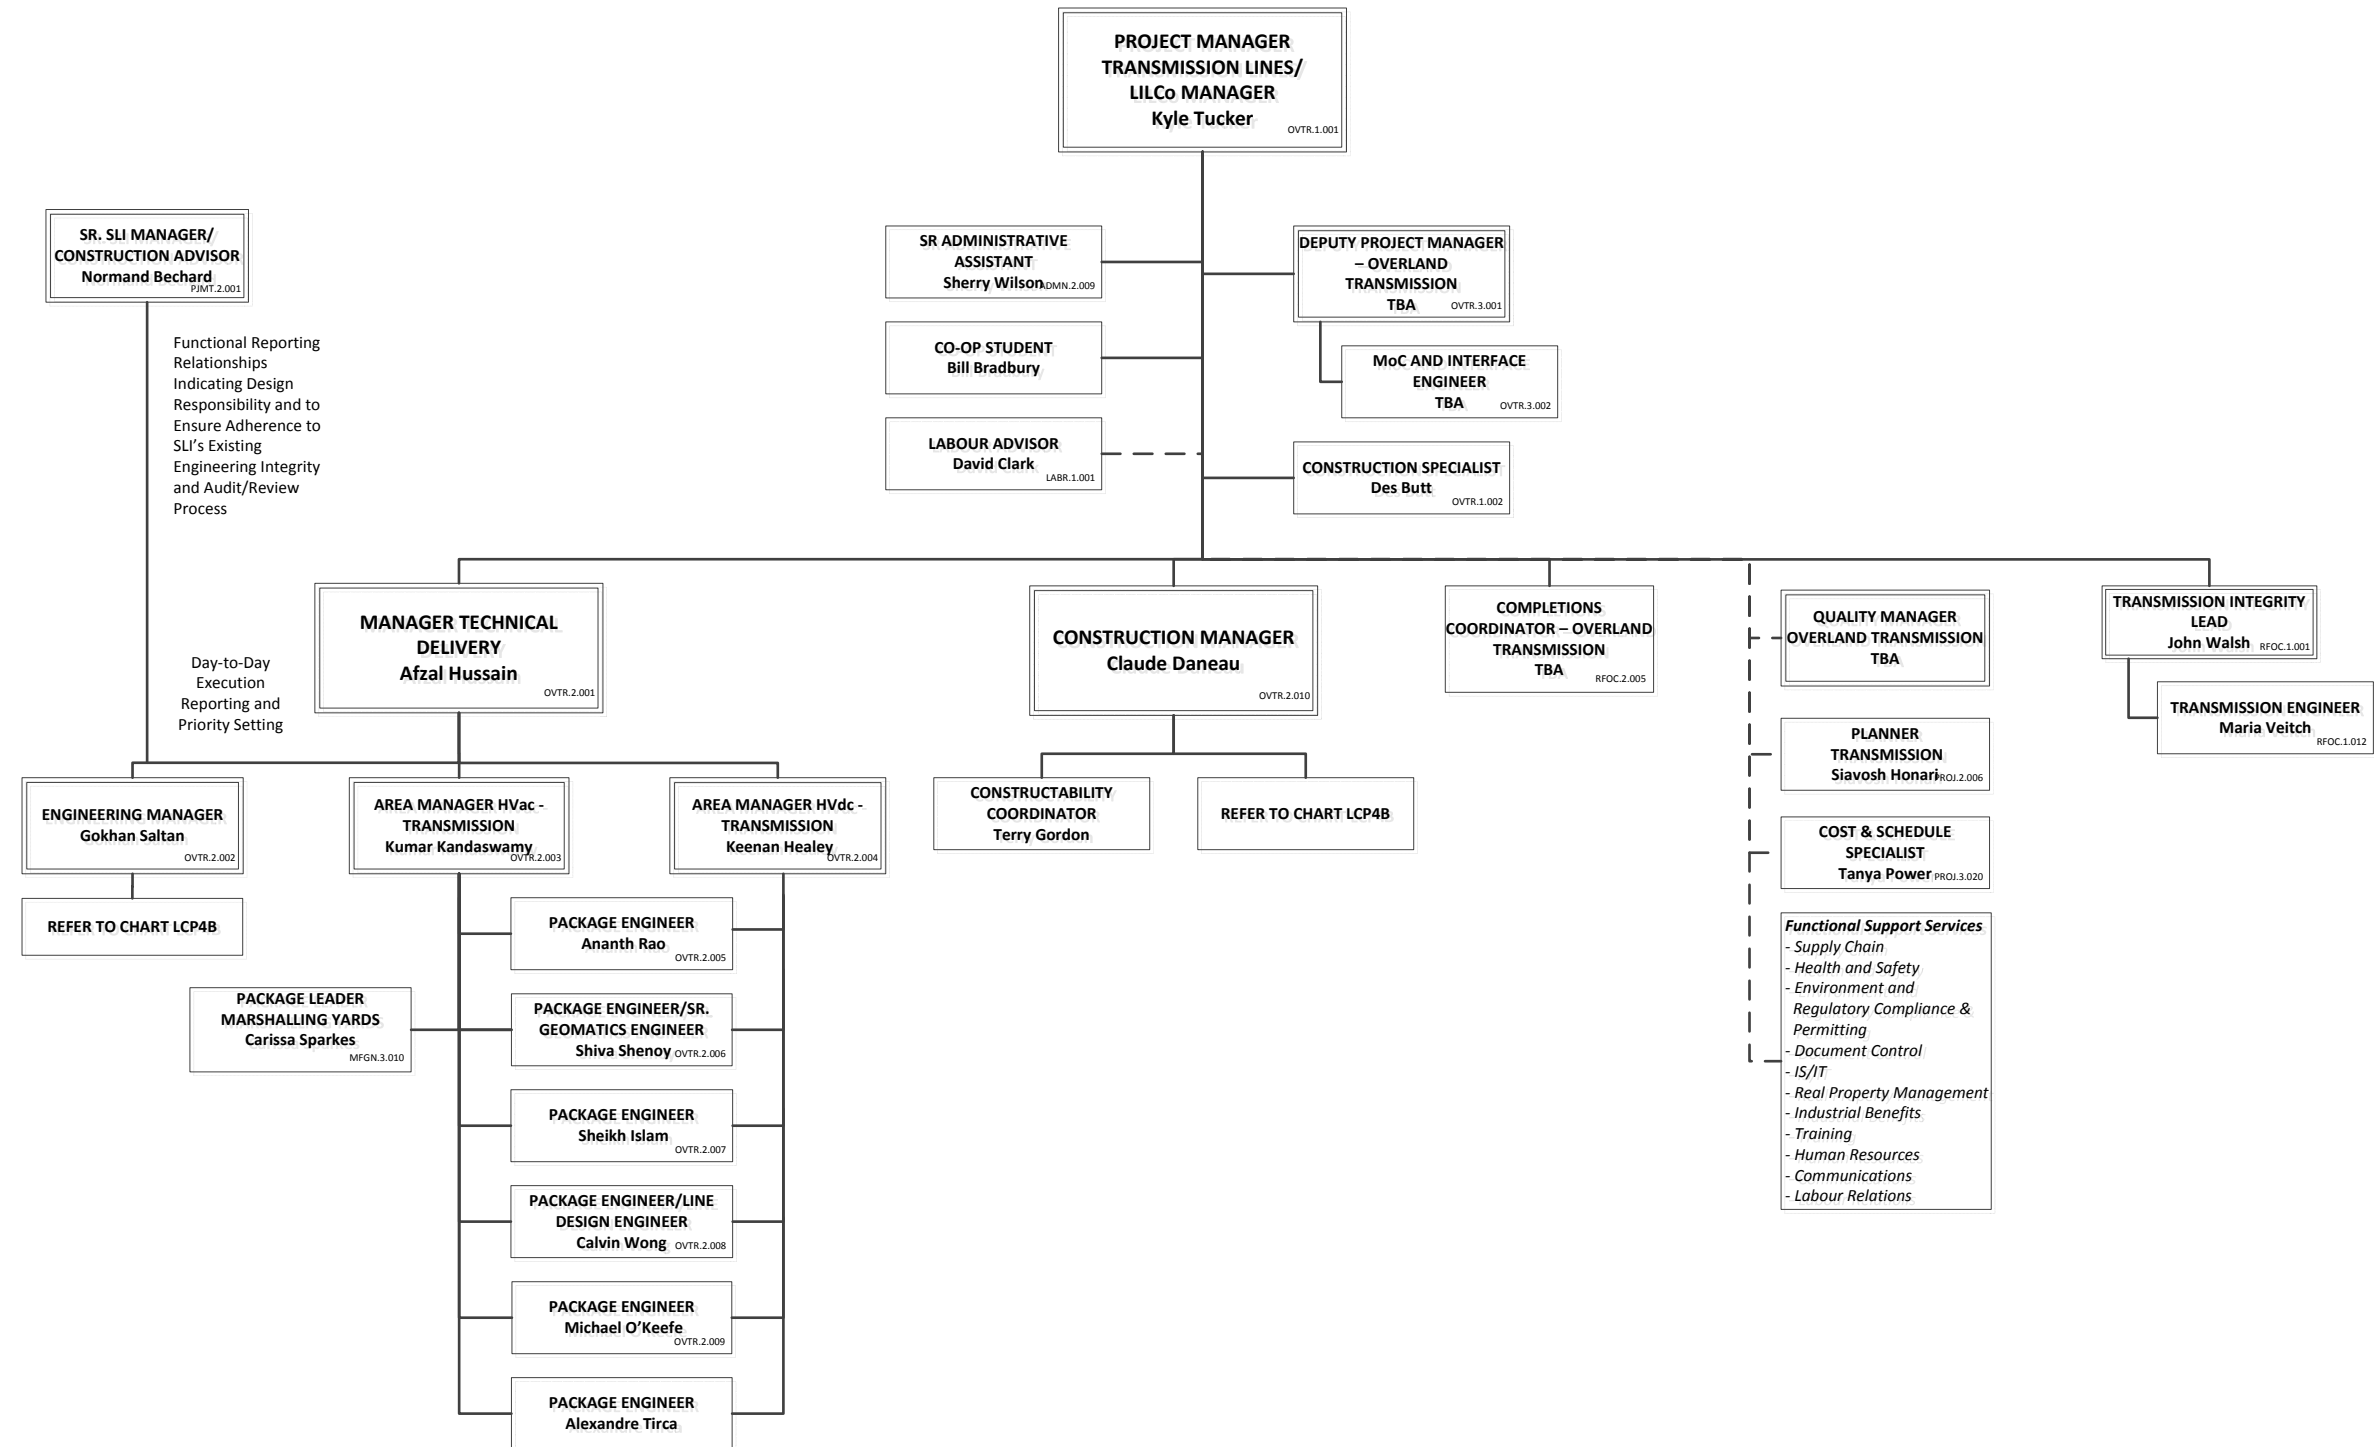 PROJECT MANAGER
TRANSMISSION LINES/
LILCo MANAGER
Kyle Tucker
OVTR.1.001
SR. SLI MANAGER/
CONSTRUCTION ADVISOR
Normand Bechard
PJMT.2.001
SR ADMINISTRATIVE
ASSISTANT
Sherry Wilson
ADMN.2.009
DEPUTY PROJECT MANAGER
– OVERLAND
TRANSMISSION
TBA
OVTR.3.001
Functional Reporting
Relationships
Indicating Design
Responsibility and to
Ensure Adherence to
SLI's Existing
Engineering Integrity
and Audit/Review
Process
CO-OP STUDENT
Bill Bradbury
MoC AND INTERFACE
ENGINEER
TBA
OVTR.3.002
LABOUR ADVISOR
David Clark
LABR.1.001
CONSTRUCTION SPECIALIST
Des Butt
OVTR.1.002
MANAGER TECHNICAL
DELIVERY
Afzal Hussain
OVTR.2.001
CONSTRUCTION MANAGER
Claude Daneau
OVTR.2.010
COMPLETIONS
COORDINATOR – OVERLAND
TRANSMISSION
TBA
RFOC.2.005
QUALITY MANAGER
OVERLAND TRANSMISSION
TBA
TRANSMISSION INTEGRITY
LEAD
John Walsh
RFOC.1.001
Day-to-Day
Execution
Reporting and
Priority Setting
TRANSMISSION ENGINEER
Maria Veitch
RFOC.1.012
PLANNER
TRANSMISSION
Siavosh Honari
PROJ.2.006
ENGINEERING MANAGER
Gokhan Saltan
OVTR.2.002
AREA MANAGER HVac -
TRANSMISSION
Kumar Kandaswamy
OVTR.2.003
AREA MANAGER HVdc -
TRANSMISSION
Keenan Healey
OVTR.2.004
CONSTRUCTABILITY
COORDINATOR
Terry Gordon
REFER TO CHART LCP4B
COST & SCHEDULE
SPECIALIST
Tanya Power
PROJ.3.020
REFER TO CHART LCP4B
PACKAGE ENGINEER
Ananth Rao
OVTR.2.005
PACKAGE LEADER
MARSHALLING YARDS
Carissa Sparkes
MFGN.3.010
PACKAGE ENGINEER/SR.
GEOMATICS ENGINEER
Shiva Shenoy
OVTR.2.006
PACKAGE ENGINEER
Sheikh Islam
OVTR.2.007
PACKAGE ENGINEER/LINE
DESIGN ENGINEER
Calvin Wong
OVTR.2.008
PACKAGE ENGINEER
Michael O'Keefe
OVTR.2.009
PACKAGE ENGINEER
Alexandre Tirca
Functional Support Services
- Supply Chain
- Health and Safety
- Environment and
Regulatory Compliance &
Permitting
- Document Control
- IS/IT
- Real Property Management
- Industrial Benefits
- Training
- Human Resources
- Communications
- Labour Relations